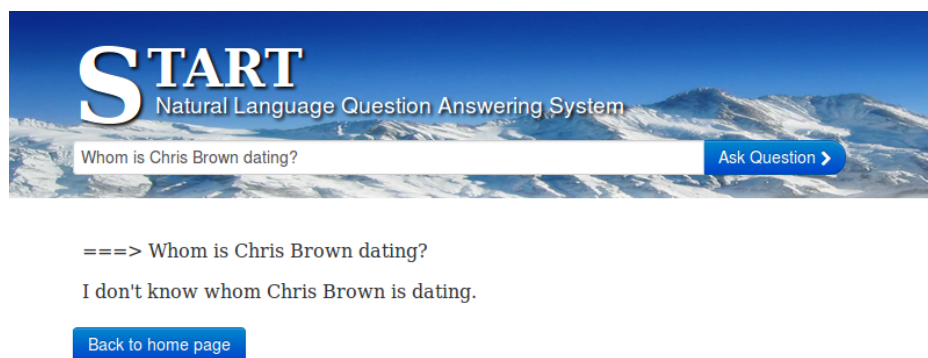 START
Natural Language Question Answering System
Whom is Chris Brown dating? Ask Question
===> Whom is Chris Brown dating?
I don't know whom Chris Brown is dating.
Back to home page